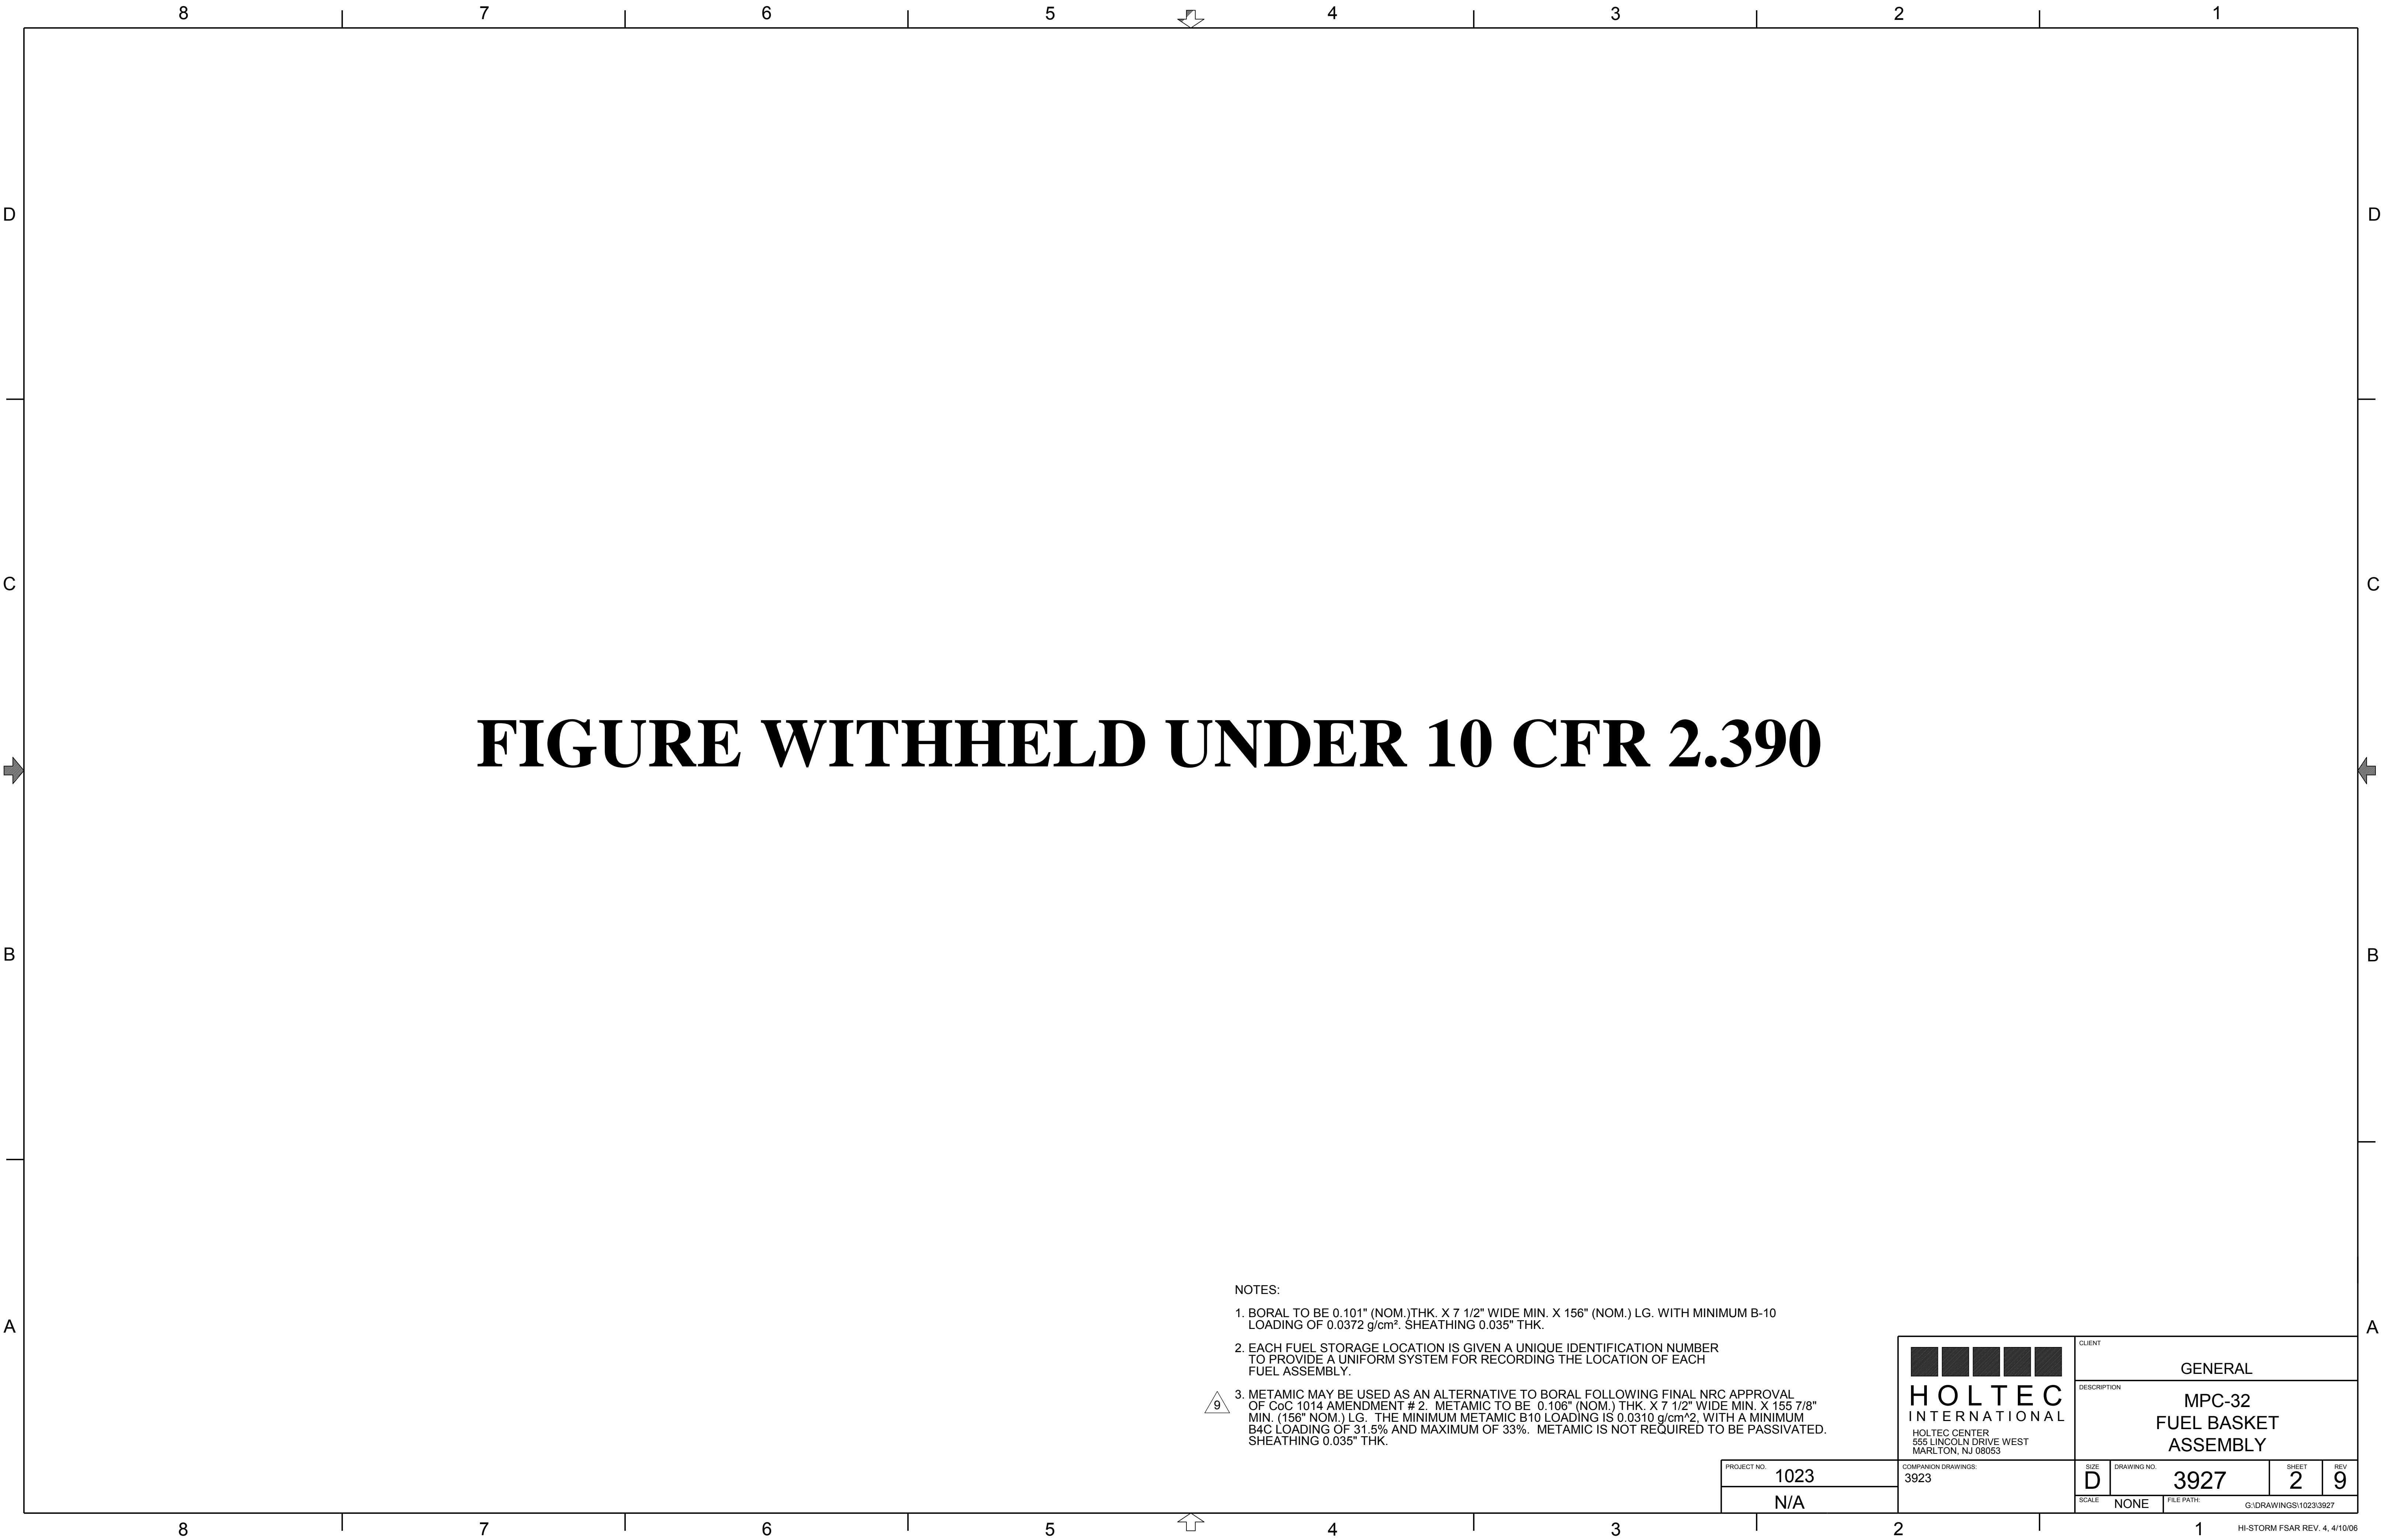 8 7 6 5 4 3 2 1
D D
C C
FIGURE WITHHELD UNDER 10 CFR 2.390
B B
A A
NOTES:
1. BORAL TO BE 0.101" (NOM.)THK. X 7 1/2" WIDE MIN. X 156" (NOM.) LG. WITH MINIMUM B-10
LOADING OF 0.0372 g/cm². SHEATHING 0.035" THK.
2. EACH FUEL STORAGE LOCATION IS GIVEN A UNIQUE IDENTIFICATION NUMBER
TO PROVIDE A UNIFORM SYSTEM FOR RECORDING THE LOCATION OF EACH
FUEL ASSEMBLY.
9 3. METAMIC MAY BE USED AS AN ALTERNATIVE TO BORAL FOLLOWING FINAL NRC APPROVAL
OF CoC 1014 AMENDMENT # 2. METAMIC TO BE 0.106" (NOM.) THK. X 7 1/2" WIDE MIN. X 155 7/8"
MIN. (156" NOM.) LG. THE MINIMUM METAMIC B10 LOADING IS 0.0310 g/cm^2, WITH A MINIMUM
B4C LOADING OF 31.5% AND MAXIMUM OF 33%. METAMIC IS NOT REQUIRED TO BE PASSIVATED.
SHEATHING 0.035" THK.
HOLTEC
INTERNATIONAL
HOLTEC CENTER
555 LINCOLN DRIVE WEST
MARLTON, NJ 08053
CLIENT
GENERAL
DESCRIPTION
MPC-32
FUEL BASKET
ASSEMBLY
PROJECT NO. 1023
N/A
COMPANION DRAWINGS:
3923
SIZE D
DRAWING NO. 3927
SHEET 2
REV 9
SCALE NONE
FILE PATH: G:\DRAWINGS\1023\3927
8 7 6 5 4 3 2 1
HI-STORM FSAR REV. 4, 4/10/06